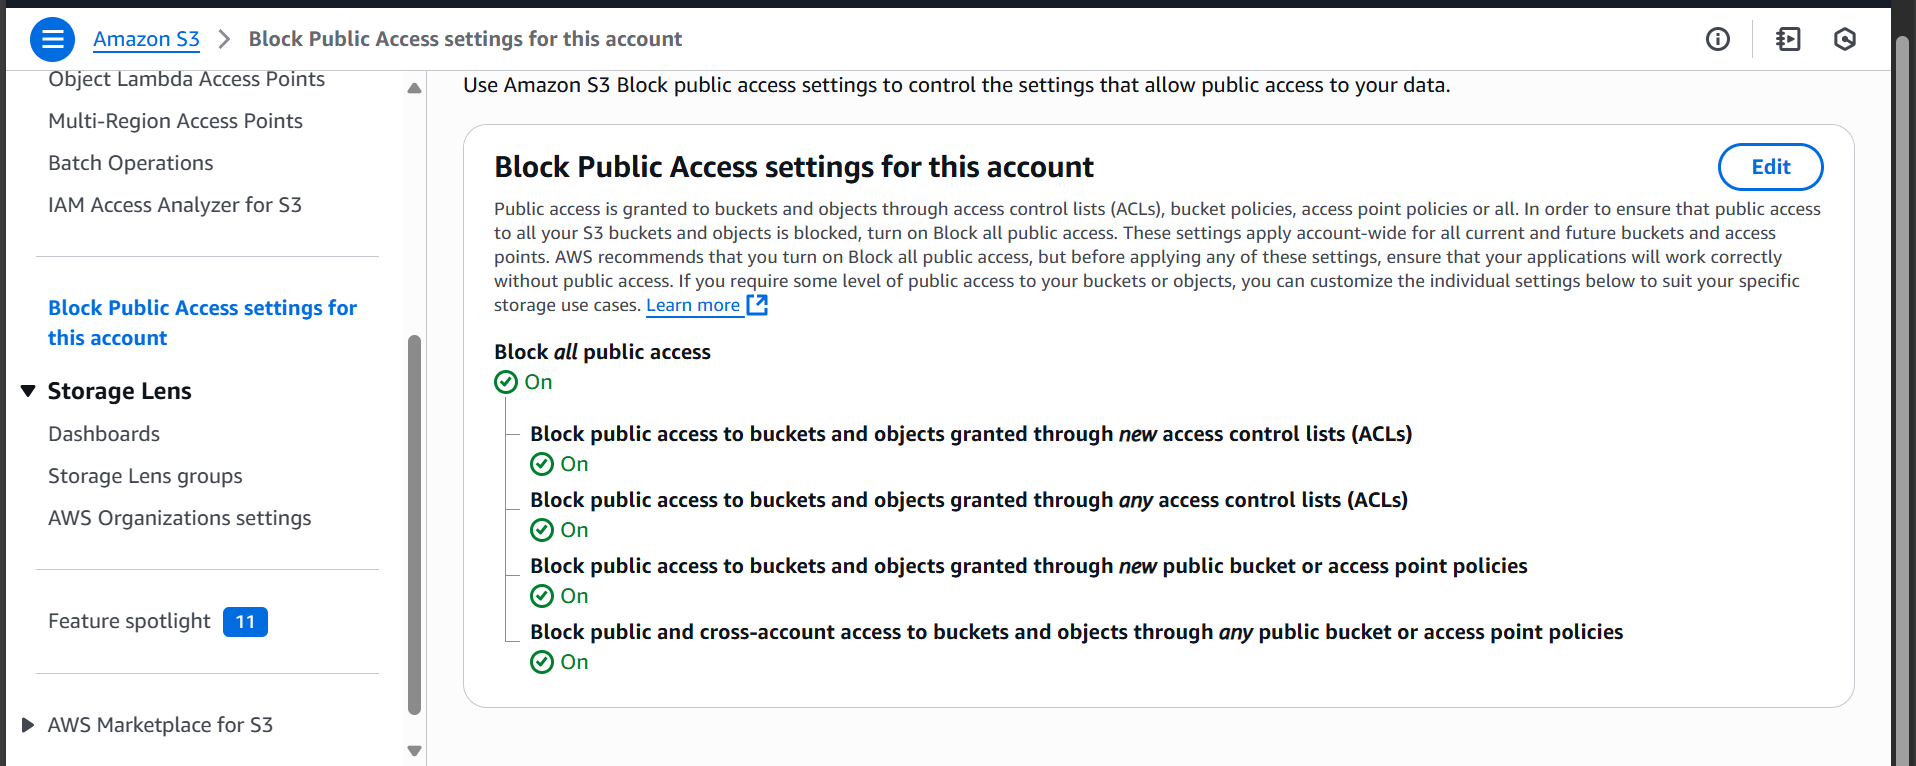 Amazon S3 > Block Public Access settings for this account
Object Lambda Access Points
Multi-Region Access Points
Batch Operations
IAM Access Analyzer for S3
Block Public Access settings for
this account
Storage Lens
Dashboards
Storage Lens groups
AWS Organizations settings
Feature spotlight 11
AWS Marketplace for S3
Use Amazon S3 Block public access settings to control the settings that allow public access to your data.
Block Public Access settings for this account
Edit
Public access is granted to buckets and objects through access control lists (ACLs), bucket policies, access point policies or all. In order to ensure that public access
to all your S3 buckets and objects is blocked, turn on Block all public access. These settings apply account-wide for all current and future buckets and access
points. AWS recommends that you turn on Block all public access, but before applying any of these settings, ensure that your applications will work correctly
without public access. If you require some level of public access to your buckets or objects, you can customize the individual settings below to suit your specific
storage use cases. Learn more
Block all public access
On
Block public access to buckets and objects granted through new access control lists (ACLs)
On
Block public access to buckets and objects granted through any access control lists (ACLs)
On
Block public access to buckets and objects granted through new public bucket or access point policies
On
Block public and cross-account access to buckets and objects through any public bucket or access point policies
On